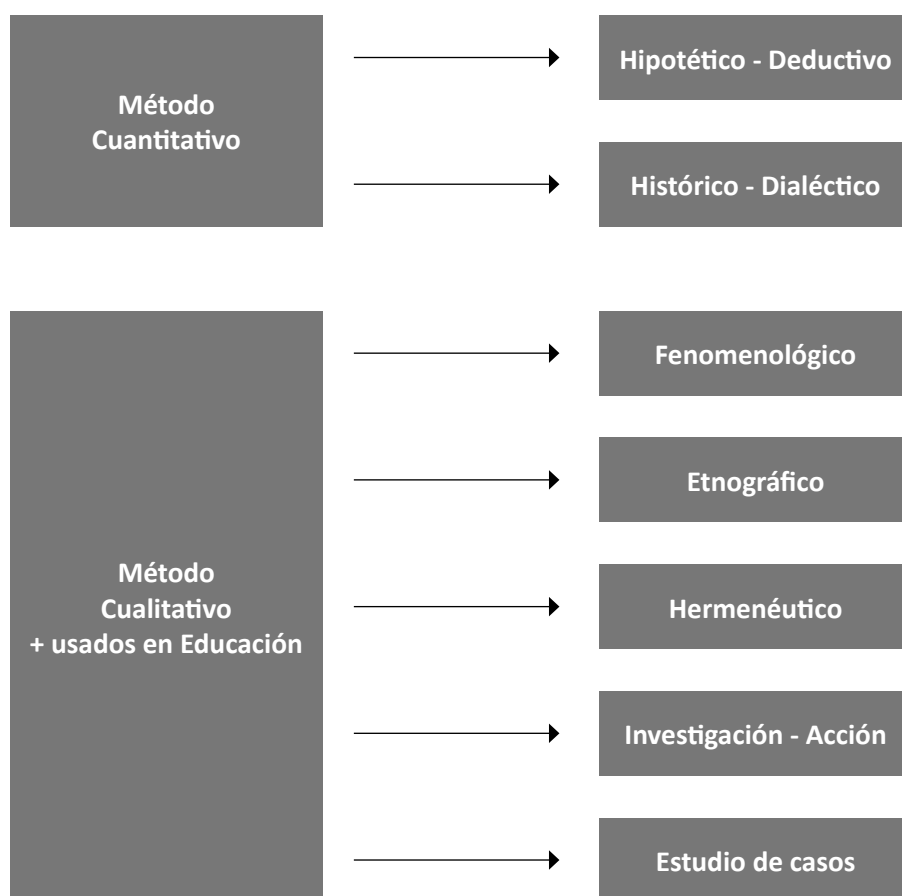 Método
Cuantitativo
Hipotético - Deductivo
Histórico - Dialéctico
Método
Cualitativo
+ usados en Educación
Fenomenológico
Etnográfico
Hermenéutico
Investigación - Acción
Estudio de casos